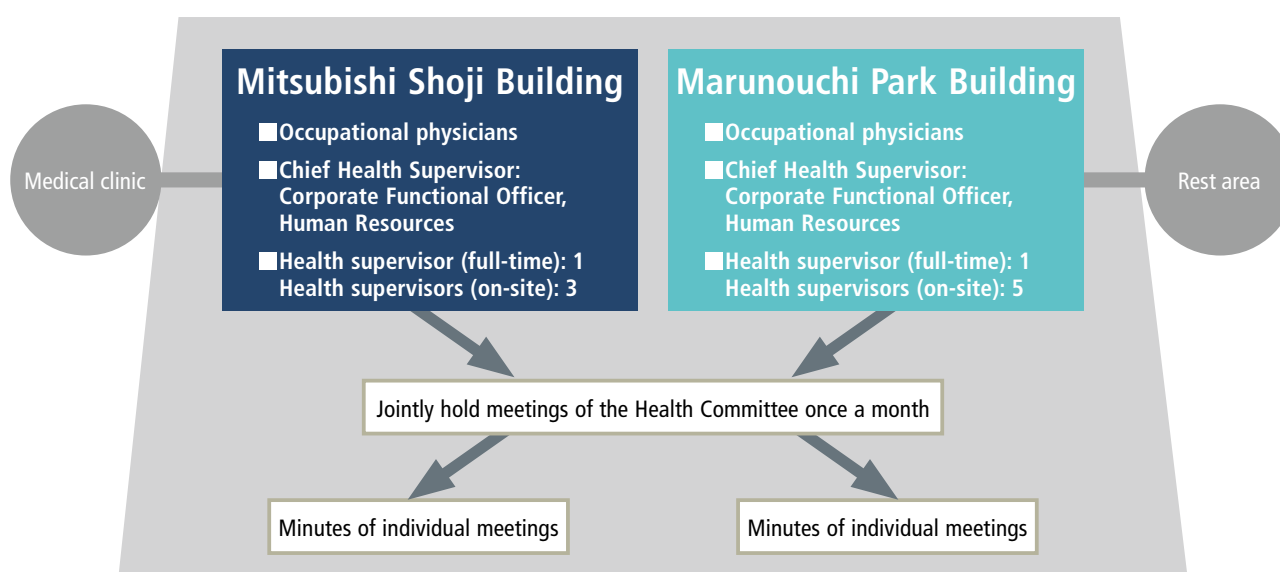 Mitsubishi Shoji Building
Occupational physicians
Chief Health Supervisor:
Corporate Functional Officer,
Human Resources
Health supervisor (full-time): 1
Health supervisors (on-site): 3
Marunouchi Park Building
Occupational physicians
Chief Health Supervisor:
Corporate Functional Officer,
Human Resources
Health supervisor (full-time): 1
Health supervisors (on-site): 5
Medical clinic
Rest area
Jointly hold meetings of the Health Committee once a month
Minutes of individual meetings
Minutes of individual meetings